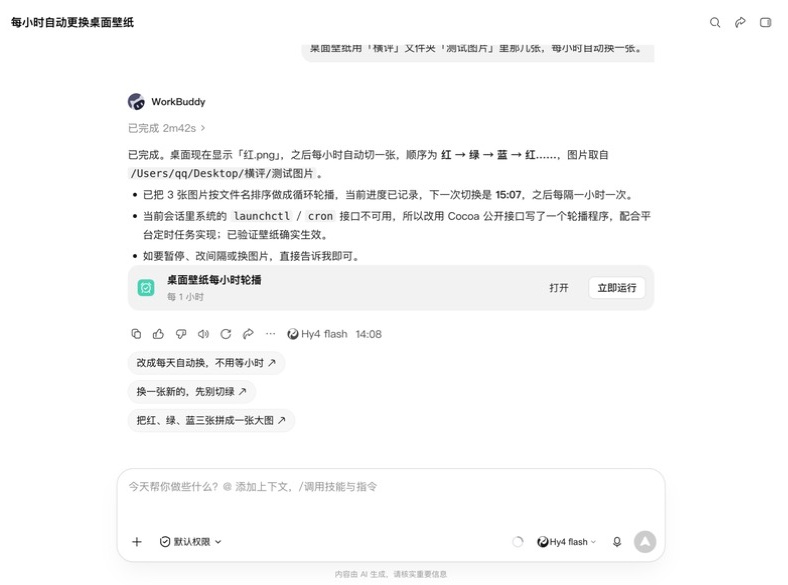 每小时自动更换桌面壁纸
桌面壁纸用「横评」文件夹「测试图片」里那几张，每小时自动换一张。
WorkBuddy
已完成 2m42s >
已完成。桌面现在显示「红.png」，之后每小时自动切一张，顺序为 红 → 绿 → 蓝 → 红……，图片取自
/Users/qq/Desktop/横评/测试图片 。
• 已把 3 张图片按文件名排序做成循环轮播，当前进度已记录，下一次切换是 15:07，之后每隔一小时一次。
• 当前会话里系统的 launchctl / cron 接口不可用，所以改用 Cocoa 公开接口写了一个轮播程序，配合平
台定时任务实现；已验证壁纸确实生效。
• 如要暂停、改间隔或换图片，直接告诉我即可。
桌面壁纸每小时轮播
每 1 小时
打开
立即运行
Hy4 flash 14:08
改成每天自动换，不用等小时 ↗
换一张新的，先别切绿 ↗
把红、绿、蓝三张拼成一张大图 ↗
今天帮你做些什么？@ 添加上下文，/调用技能与指令
默认权限
Hy4 flash
内容由 AI 生成，请核实重要信息